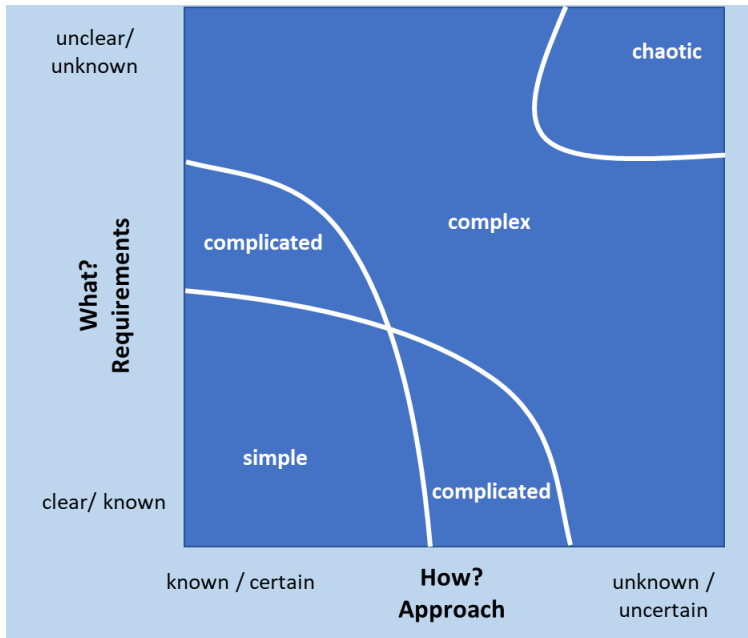 unclear/
unknown
chaotic
complex
complicated
What?
Requirements
simple
complicated
clear/ known
known / certain
How?
Approach
unknown /
uncertain